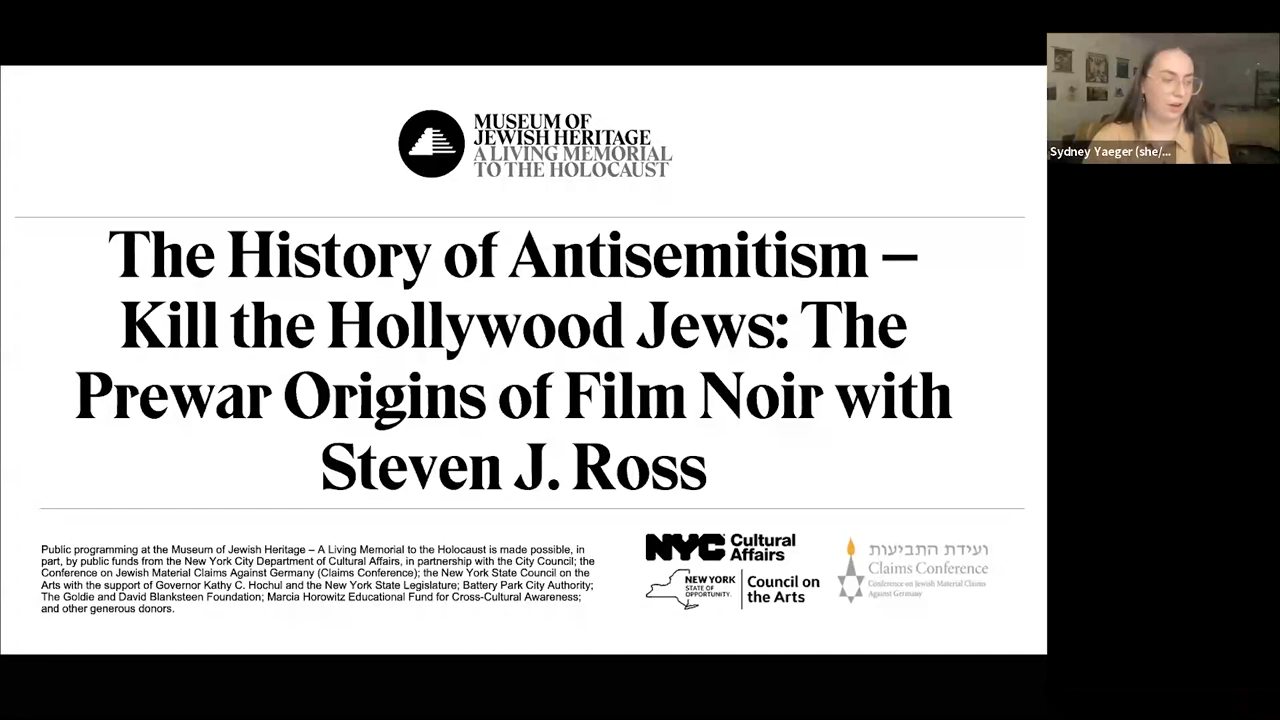 MUSEUM OF
JEWISH HERITAGE
A LIVING MEMORIAL
TO THE HOLOCAUST
Sydney Yaeger (she/...
The History of Antisemitism –
Kill the Hollywood Jews: The
Prewar Origins of Film Noir with
Steven J. Ross
Public programming at the Museum of Jewish Heritage – A Living Memorial to the Holocaust is made possible, in
part, by public funds from the New York City Department of Cultural Affairs, in partnership with the City Council; the
Conference on Jewish Material Claims Against Germany (Claims Conference); the New York State Council on the
Arts with the support of Governor Kathy C. Hochul and the New York State Legislature; Battery Park City Authority;
The Goldie and David Blanksteen Foundation; Marcia Horowitz Educational Fund for Cross-Cultural Awareness;
and other generous donors.
NYC Cultural
Affairs
NEW YORK
STATE OF
OPPORTUNITY.
Council on
the Arts
ועידת התביעות
Claims Conference
Conference on Jewish Material Claims
Against Germany